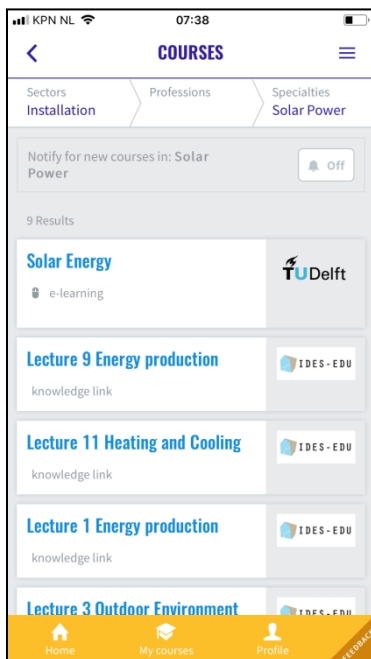 KPN NL 07:38
COURSES
Sectors Professions Specialties
Installation Solar Power
Notify for new courses in: Solar
Power
Off
9 Results
Solar Energy
TUDelft
e-learning
Lecture 9 Energy production
IDES-EDU
knowledge link
Lecture 11 Heating and Cooling
IDES-EDU
knowledge link
Lecture 1 Energy production
IDES-EDU
knowledge link
Lecture 3 Outdoor Environment
IDES-EDU
Home My courses Profile
FEEDBACK